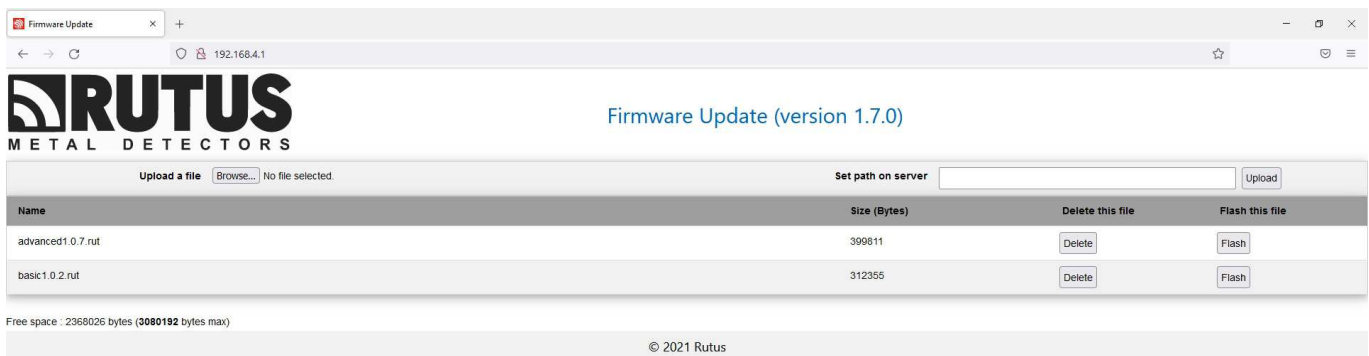 Firmware Update
192.168.4.1
RUTUS
METAL DETECTORS
Firmware Update (version 1.7.0)
Upload a file Browse... No file selected. Set path on server Upload
Name Size (Bytes) Delete this file Flash this file
advanced1.0.7.rut 399811 Delete Flash
basic1.0.2.rut 312355 Delete Flash
Free space : 2368026 bytes (3080192 bytes max)
© 2021 Rutus